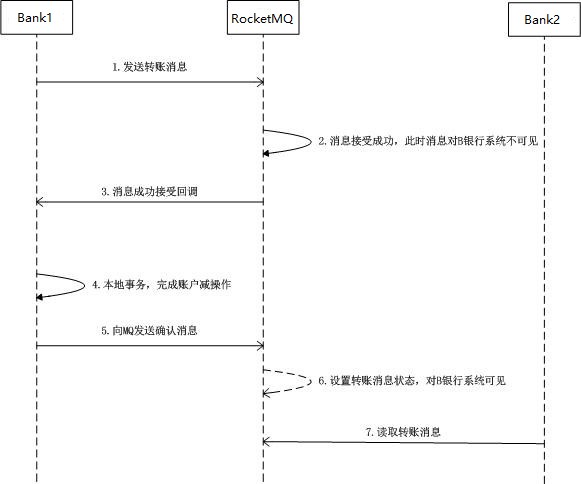 Bank1
RocketMQ
Bank2
1.发送转账消息
2.消息接受成功，此时消息对B银行系统不可见
3.消息成功接受回调
4.本地事务，完成账户减操作
5.向MQ发送确认消息
6.设置转账消息状态，对B银行系统可见
7.读取转账消息